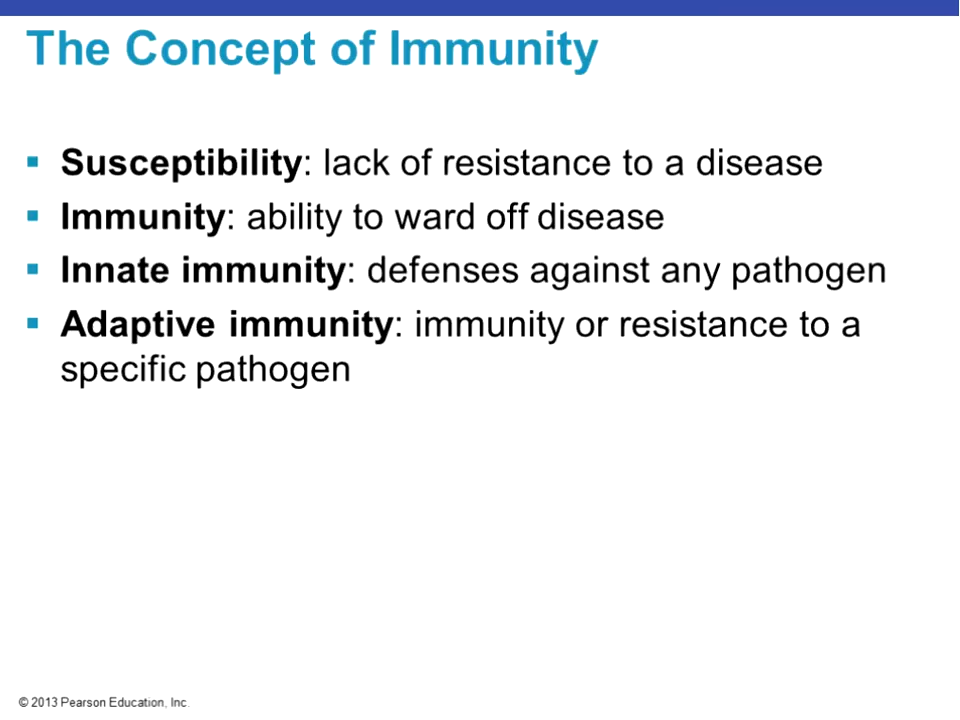 The Concept of Immunity
▪ Susceptibility: lack of resistance to a disease
▪ Immunity: ability to ward off disease
▪ Innate immunity: defenses against any pathogen
▪ Adaptive immunity: immunity or resistance to a
specific pathogen
© 2013 Pearson Education, Inc.